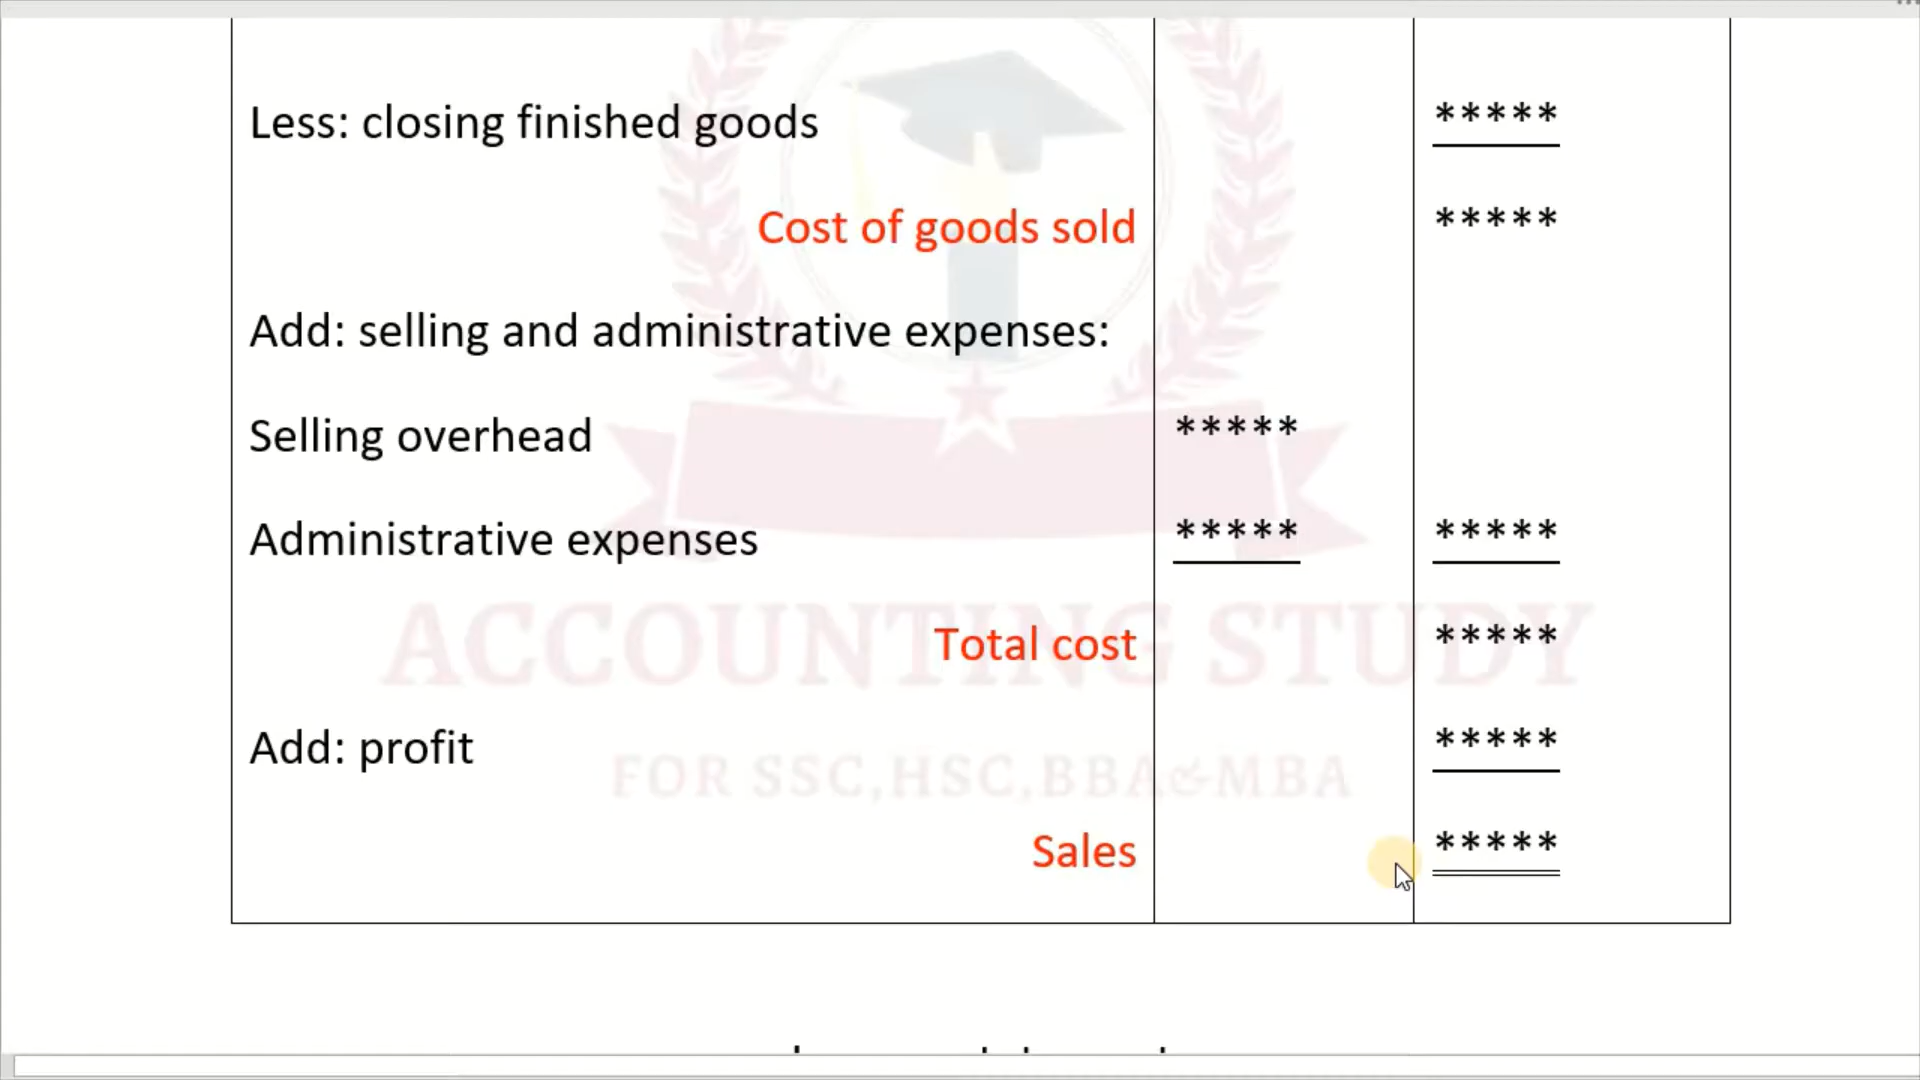 Less: closing finished goods *****
Cost of goods sold *****
Add: selling and administrative expenses:
Selling overhead *****
Administrative expenses ***** *****
ACCOUNTING STUDY
Total cost *****
Add: profit *****
FOR SSC,HSC,BBA&MBA
Sales *****